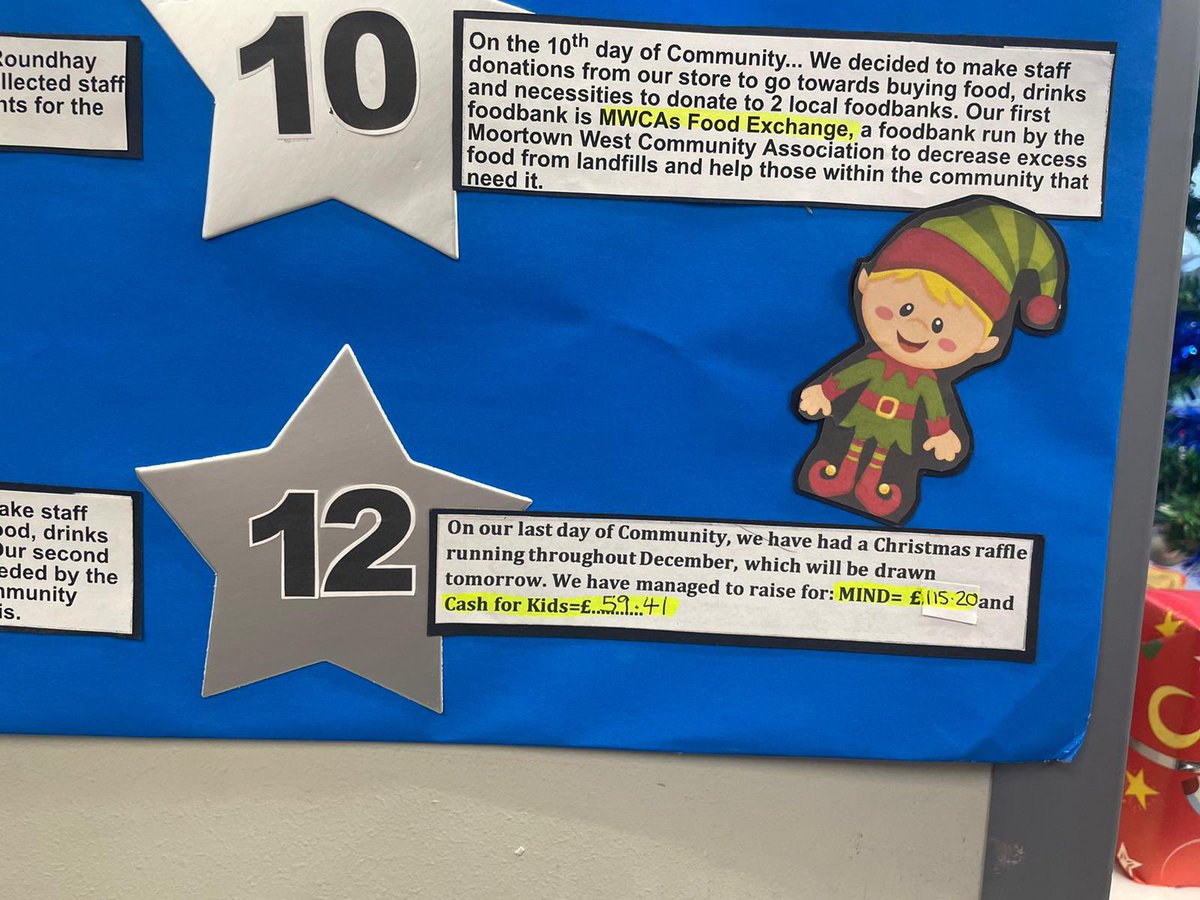 Roundhay
llected staff
nts for the
10
On the 10th day of Community... We decided to make staff
donations from our store to go towards buying food, drinks
and necessities to donate to 2 local foodbanks. Our first
foodbank is MWCAs Food Exchange, a foodbank run by the
Moortown West Community Association to decrease excess
food from landfills and help those within the community that
need it.
ake staff
ood, drinks
Our second
eded by the
mmunity
is.
12
On our last day of Community, we have had a Christmas raffle
running throughout December, which will be drawn
tomorrow. We have managed to raise for: MIND= £115.20 and
Cash for Kids=£..59.41